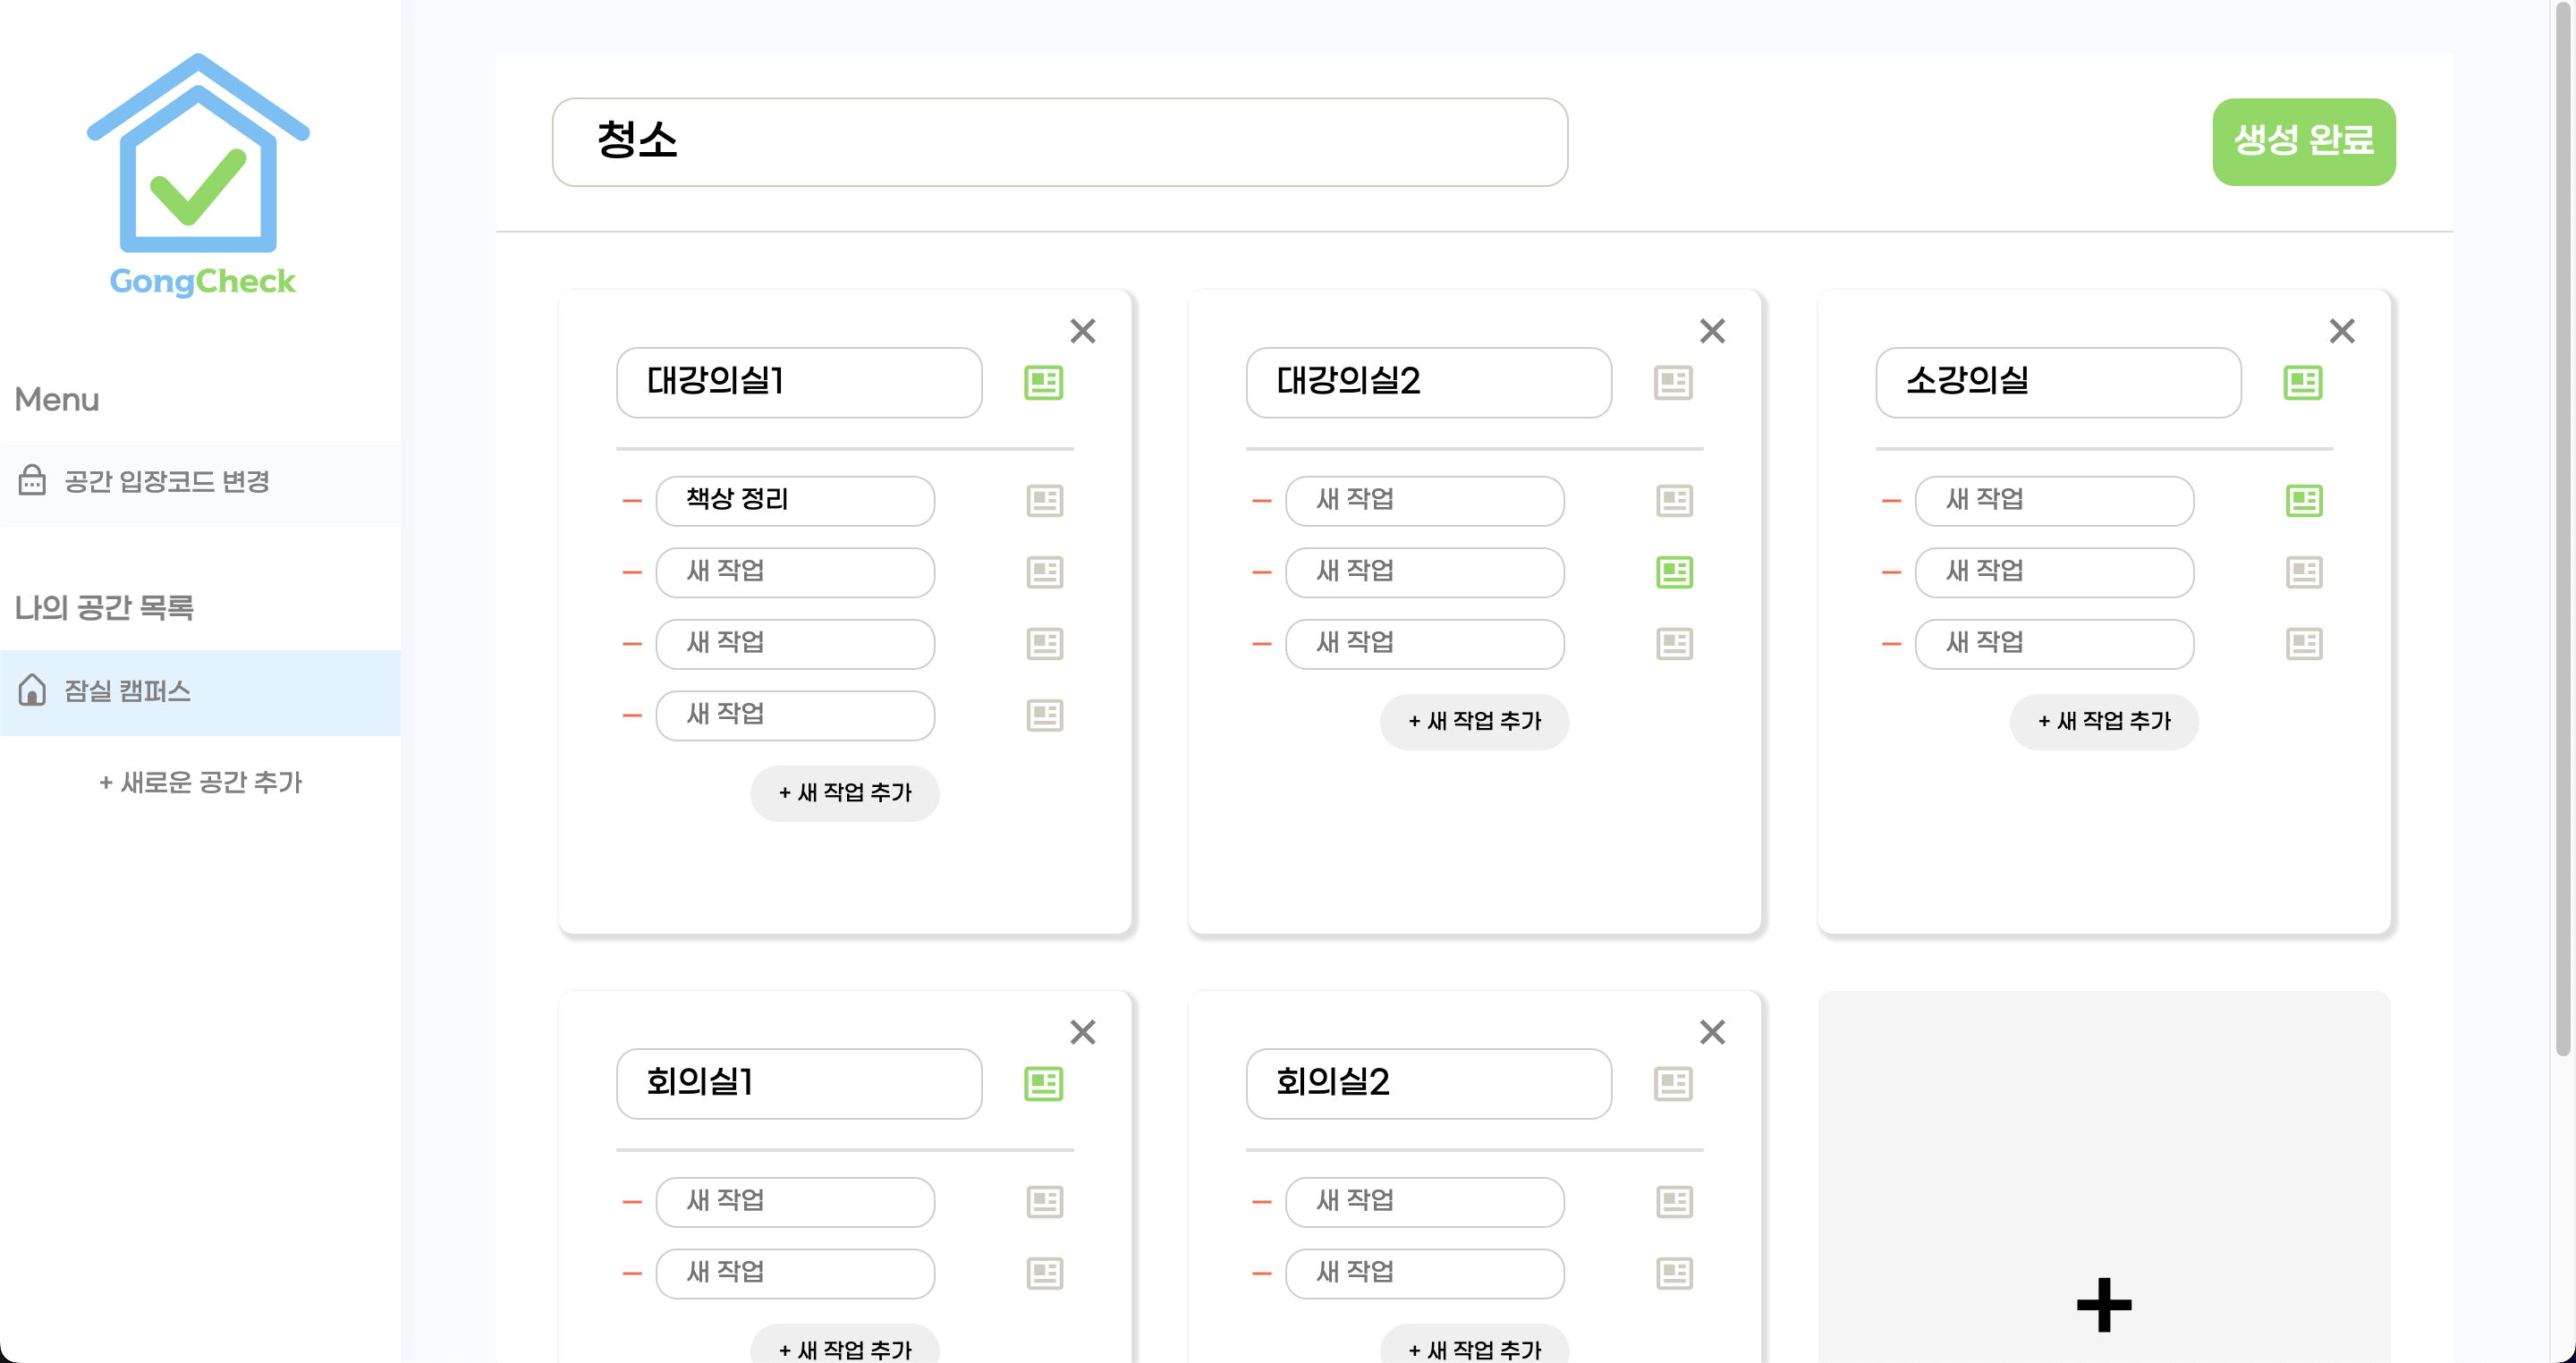 GongCheck
Menu
공간 입장코드 변경
나의 공간 목록
잠실 캠퍼스
+ 새로운 공간 추가
청소
생성 완료
대강의실1
책상 정리
새 작업
새 작업
새 작업
+ 새 작업 추가
대강의실2
새 작업
새 작업
새 작업
+ 새 작업 추가
소강의실
새 작업
새 작업
새 작업
+ 새 작업 추가
회의실1
새 작업
새 작업
+ 새 작업 추가
회의실2
새 작업
새 작업
+ 새 작업 추가
+